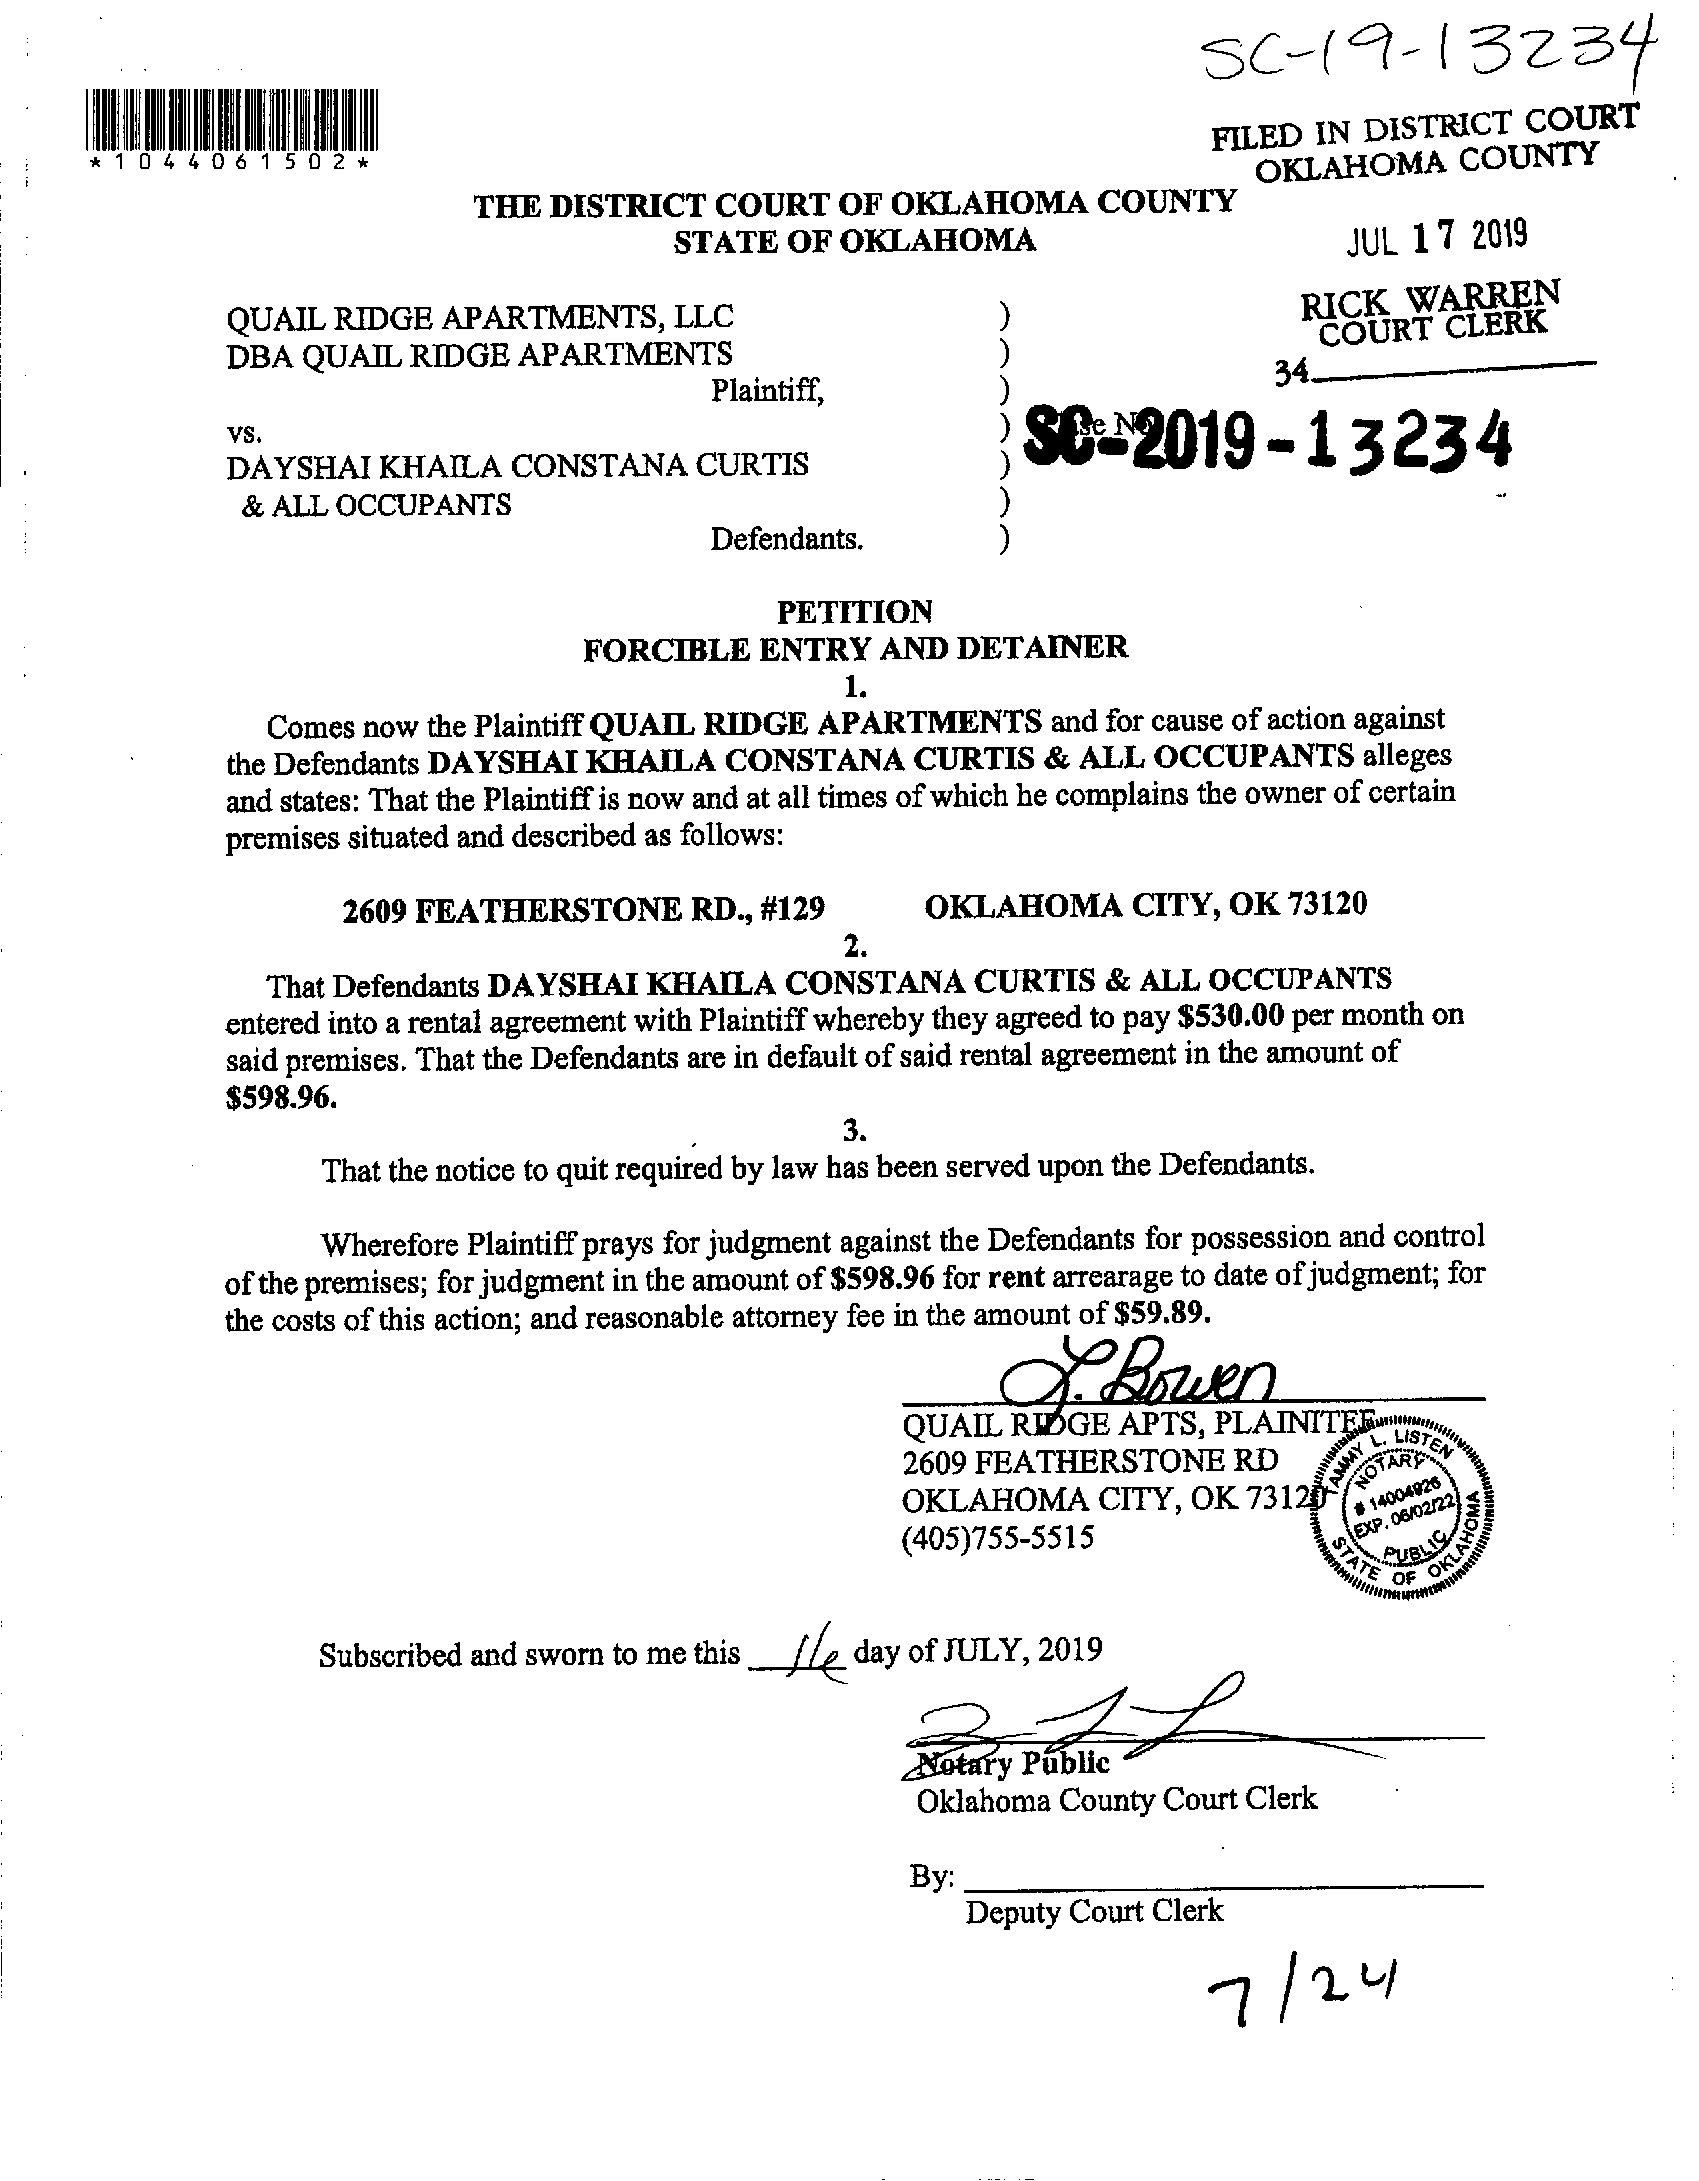 SC-19-13234
*1044061502*
FILED IN DISTRICT COURT
OKLAHOMA COUNTY
THE DISTRICT COURT OF OKLAHOMA COUNTY
STATE OF OKLAHOMA
JUL 17 2019
RICK WARREN
COURT CLERK
34
QUAIL RIDGE APARTMENTS, LLC )
DBA QUAIL RIDGE APARTMENTS )
Plaintiff, )
vs. )
SC-2019-13234
DAYSHAI KHAILA CONSTANA CURTIS )
& ALL OCCUPANTS )
Defendants. )
PETITION
FORCIBLE ENTRY AND DETAINER
1.
Comes now the Plaintiff QUAIL RIDGE APARTMENTS and for cause of action against
the Defendants DAYSHAI KHAILA CONSTANA CURTIS & ALL OCCUPANTS alleges
and states: That the Plaintiff is now and at all times of which he complains the owner of certain
premises situated and described as follows:
2609 FEATHERSTONE RD., #129 OKLAHOMA CITY, OK 73120
2.
That Defendants DAYSHAI KHAILA CONSTANA CURTIS & ALL OCCUPANTS
entered into a rental agreement with Plaintiff whereby they agreed to pay $530.00 per month on
said premises. That the Defendants are in default of said rental agreement in the amount of
$598.96.
3.
That the notice to quit required by law has been served upon the Defendants.
Wherefore Plaintiff prays for judgment against the Defendants for possession and control
of the premises; for judgment in the amount of $598.96 for rent arrearage to date of judgment; for
the costs of this action; and reasonable attorney fee in the amount of $59.89.
L. Bowen
QUAIL RIDGE APTS, PLAINITFF
2609 FEATHERSTONE RD
OKLAHOMA CITY, OK 73120
(405)755-5515
TAMMY L. LISTEN
NOTARY
# 14004926
EXP. 06/02/22
PUBLIC
STATE OF OKLAHOMA
Subscribed and sworn to me this 16 day of JULY, 2019
Notary Public
Oklahoma County Court Clerk
By:
Deputy Court Clerk
7/24